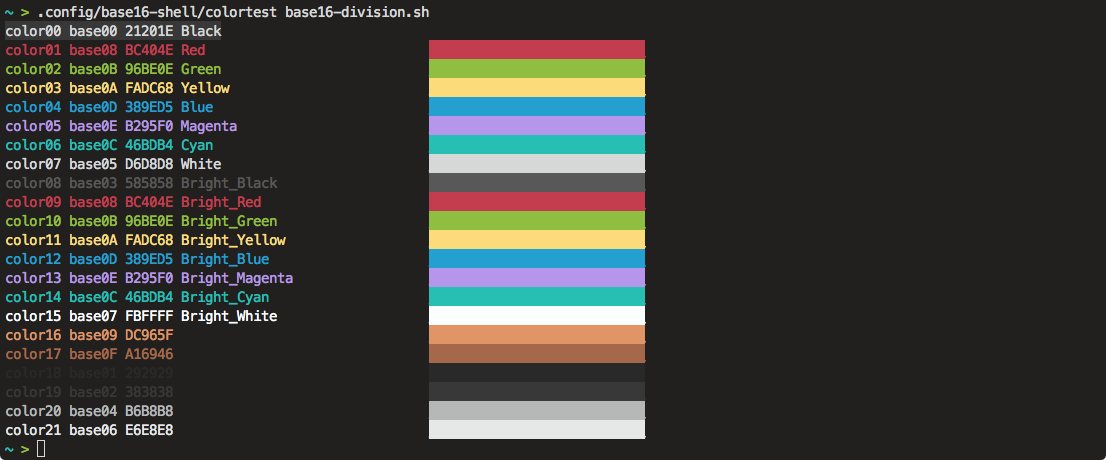 ~ > .config/base16-shell/colortest base16-division.sh
color00 base00 21201E Black
color01 base08 BC404E Red
color02 base0B 96BE0E Green
color03 base0A FADC68 Yellow
color04 base0D 389ED5 Blue
color05 base0E B295F0 Magenta
color06 base0C 46BDB4 Cyan
color07 base05 D6D8D8 White
color08 base03 585858 Bright_Black
color09 base08 BC404E Bright_Red
color10 base0B 96BE0E Bright_Green
color11 base0A FADC68 Bright_Yellow
color12 base0D 389ED5 Bright_Blue
color13 base0E B295F0 Bright_Magenta
color14 base0C 46BDB4 Bright_Cyan
color15 base07 FBFFFF Bright_White
color16 base09 DC965F
color17 base0F A16946
color18 base01 292929
color19 base02 383838
color20 base04 B6B8B8
color21 base06 E6E8E8
~ >